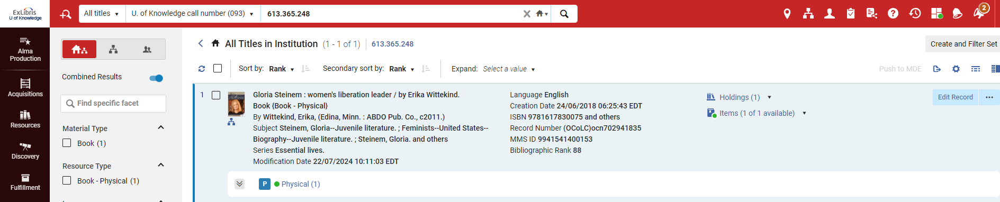 ExLibris
U of Knowledge
All titles
U. of Knowledge call number (093)
613.365.248
2
Alma
Production
Acquisitions
Resources
Discovery
Fulfillment
Combined Results
Find specific facet
Material Type
Book (1)
Resource Type
Book - Physical (1)
All Titles in Institution (1 - 1 of 1) 613.365.248
Create and Filter Set
Sort by: Rank
Secondary sort by: Rank
Expand: Select a value
Push to MDE
1
Gloria Steinem : women's liberation leader / by Erika Wittekind.
Book {Book - Physical}
By Wittekind, Erika, (Edina, Minn. : ABDO Pub. Co., c2011.)
Subject Steinem, Gloria--Juvenile literature. ; Feminists--United States--
Biography--Juvenile literature. ; Steinem, Gloria. and others
Series Essential lives.
Modification Date 22/07/2024 10:11:03 EDT
Language English
Creation Date 24/06/2018 06:25:43 EDT
ISBN 9781617830075 and others
Record Number (OCoLC)ocn702941835
MMS ID 9941541400153
Bibliographic Rank 88
Holdings (1)
Items (1 of 1 available)
Edit Record
P Physical (1)